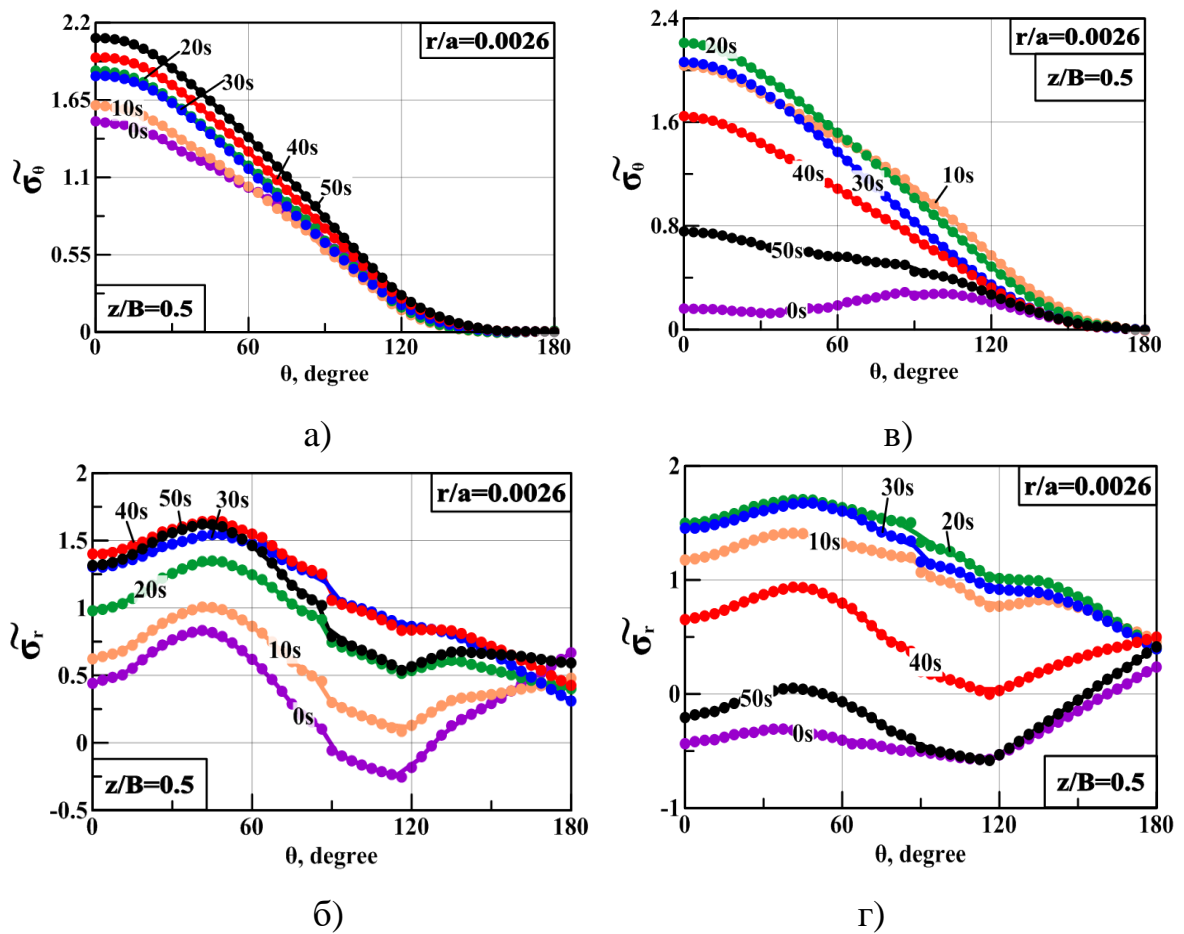 2.2
1.65
1.1
0.55
0
σ̃θ
r/a=0.0026
20s
30s
10s
0s
40s
50s
z/B=0.5
0 60 120 180
θ, degree
а)
2.4
1.6
0.8
0
σ̃θ
20s
r/a=0.0026
z/B=0.5
10s
40s
30s
50s
0s
0 60 120 180
θ, degree
в)
2
1.5
1
0.5
0
-0.5
σ̃r
r/a=0.0026
50s
30s
40s
20s
10s
0s
z/B=0.5
0 60 120 180
θ, degree
б)
2
1
0
-1
σ̃r
r/a=0.0026
30s
20s
10s
40s
50s
0s
z/B=0.5
0 60 120 180
θ, degree
г)